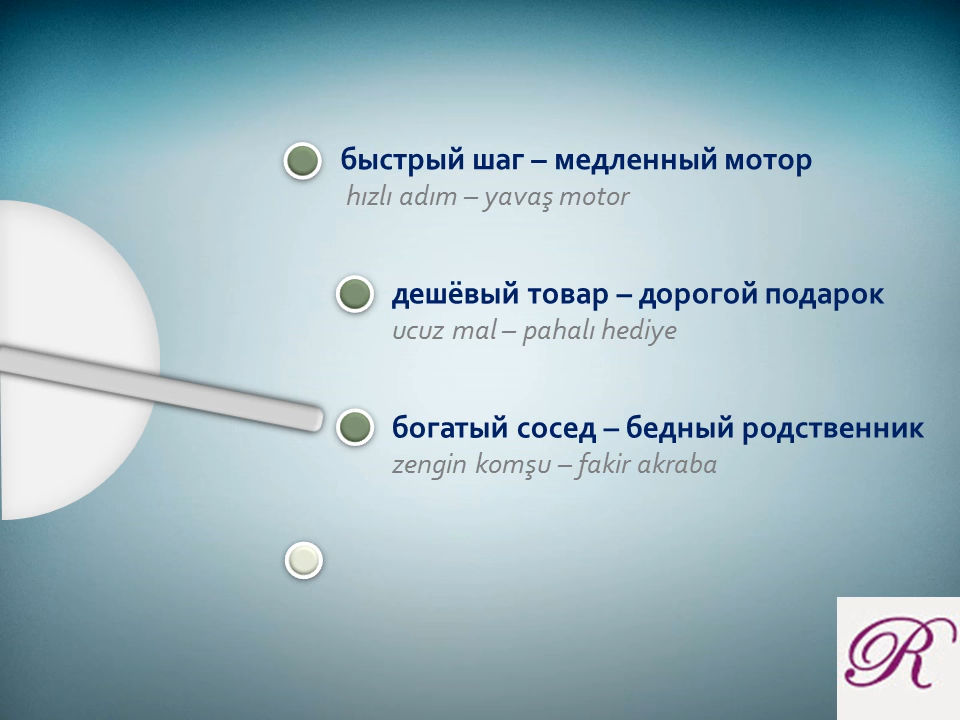 быстрый шаг – медленный мотор
hızlı adım – yavaş motor
дешёвый товар – дорогой подарок
ucuz mal – pahalı hediye
богатый сосед – бедный родственник
zengin komşu – fakir akraba
R